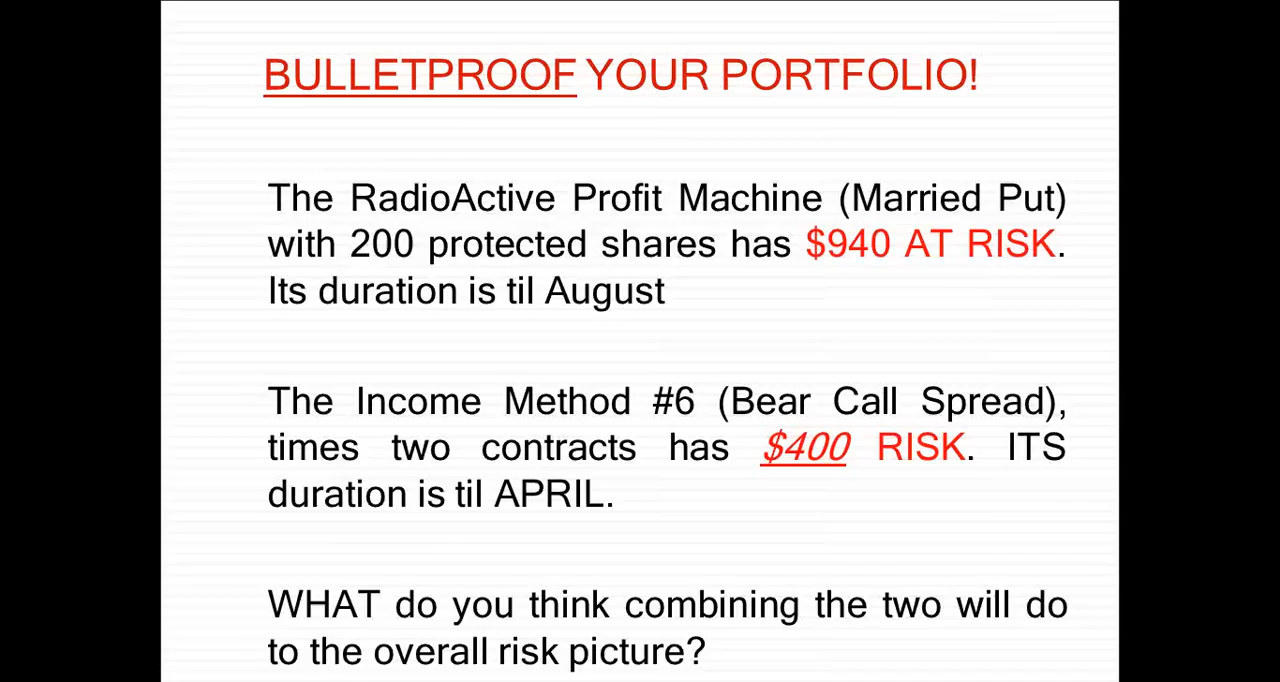 BULLETPROOF YOUR PORTFOLIO!
The RadioActive Profit Machine (Married Put)
with 200 protected shares has $940 AT RISK.
Its duration is til August
The Income Method #6 (Bear Call Spread),
times two contracts has $400 RISK. ITS
duration is til APRIL.
WHAT do you think combining the two will do
to the overall risk picture?